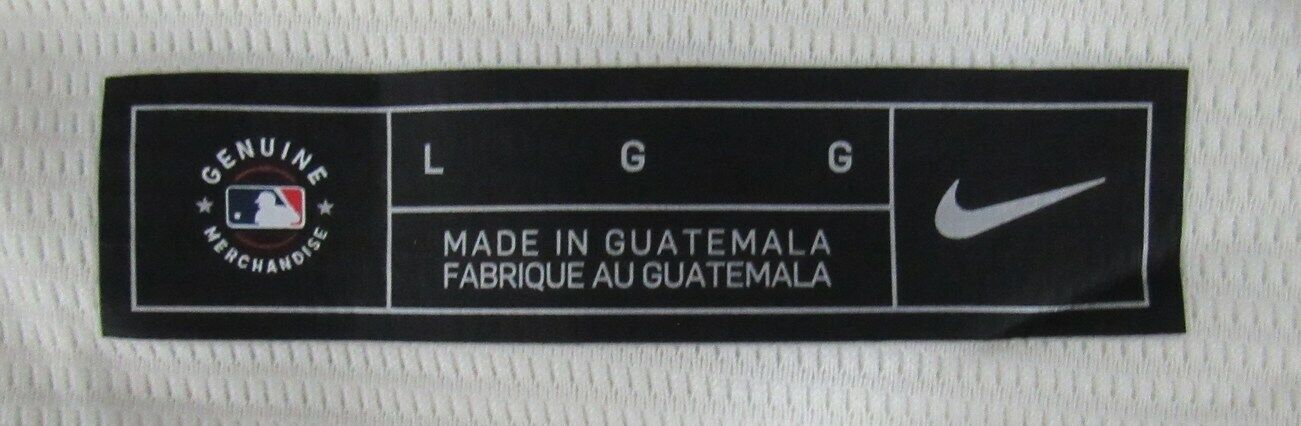 GENUINE
MERCHANDISE
L G G
MADE IN GUATEMALA
FABRIQUE AU GUATEMALA